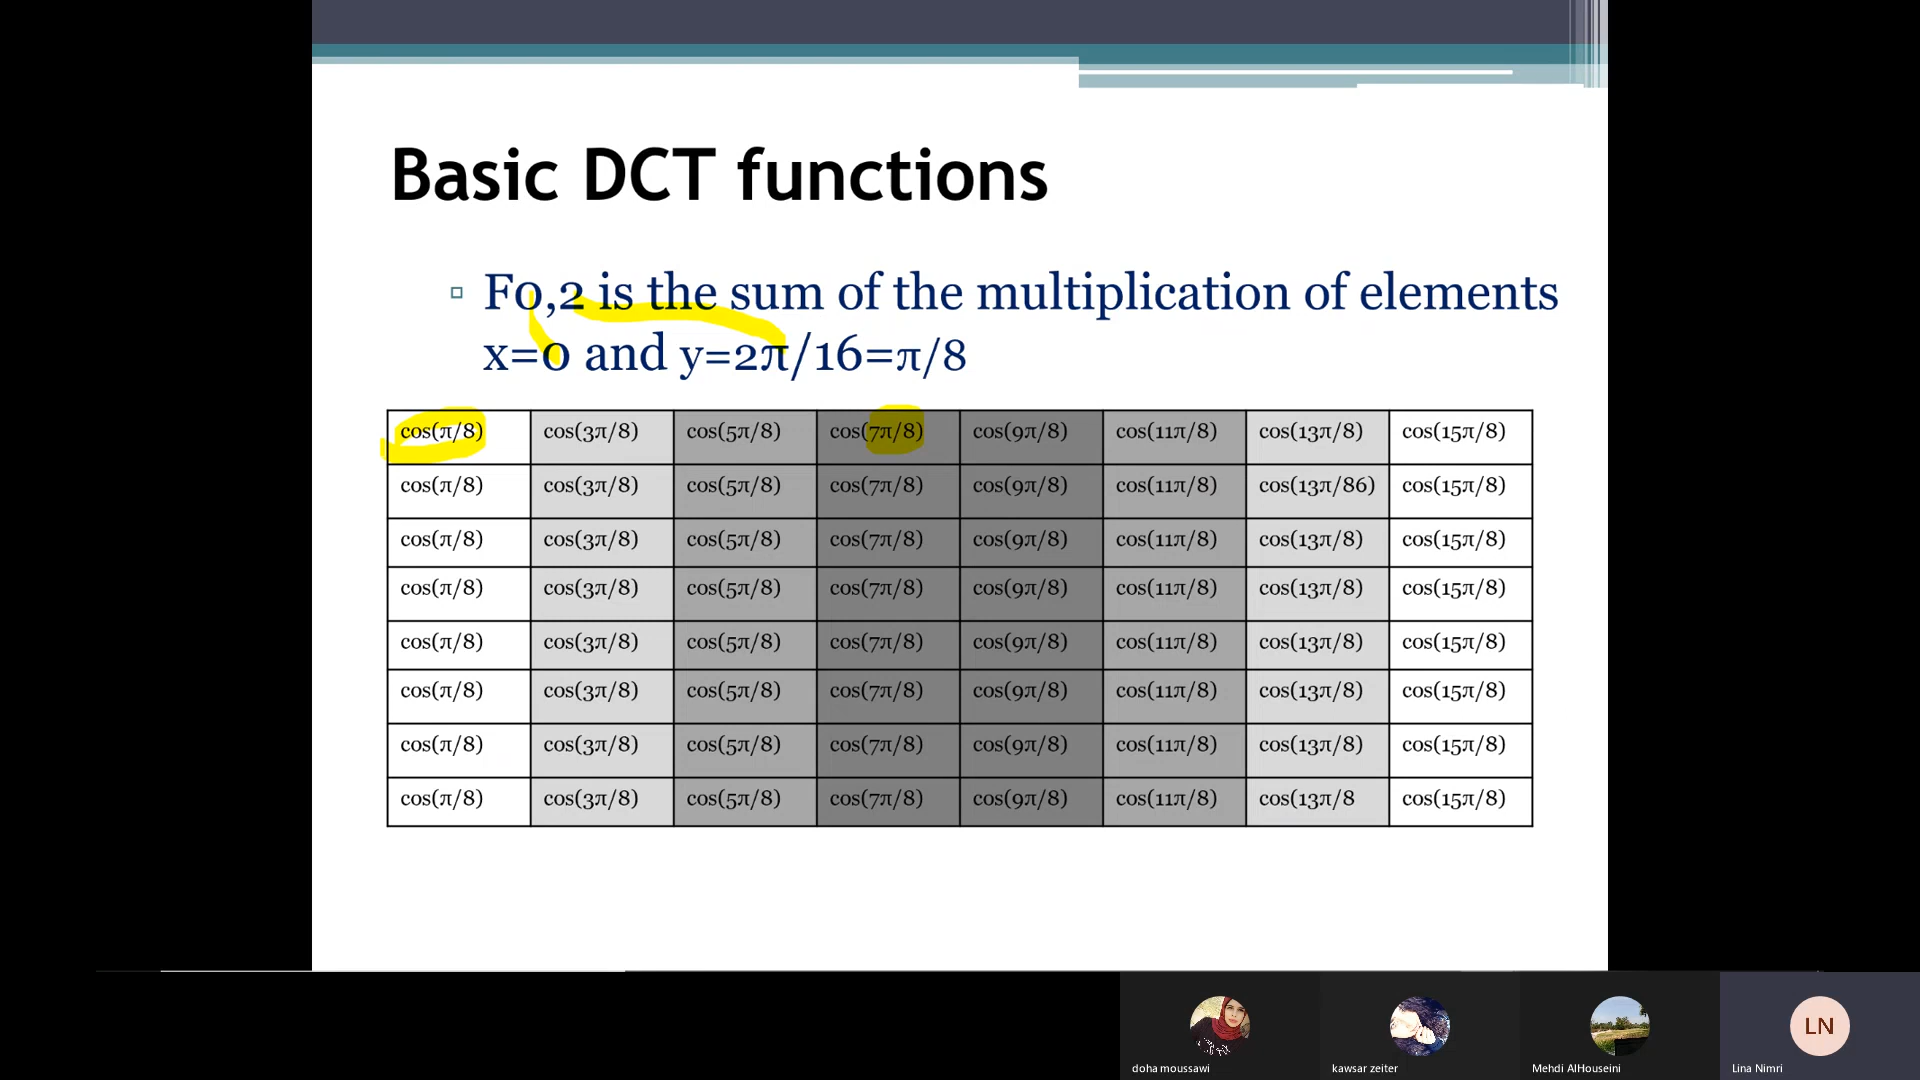 Basic DCT functions
▫ F0,2 is the sum of the multiplication of elements
x=0 and y=2π/16=π/8
cos(π/8) cos(3π/8) cos(5π/8) cos(7π/8) cos(9π/8) cos(11π/8) cos(13π/8) cos(15π/8)
cos(π/8) cos(3π/8) cos(5π/8) cos(7π/8) cos(9π/8) cos(11π/8) cos(13π/86) cos(15π/8)
cos(π/8) cos(3π/8) cos(5π/8) cos(7π/8) cos(9π/8) cos(11π/8) cos(13π/8) cos(15π/8)
cos(π/8) cos(3π/8) cos(5π/8) cos(7π/8) cos(9π/8) cos(11π/8) cos(13π/8) cos(15π/8)
cos(π/8) cos(3π/8) cos(5π/8) cos(7π/8) cos(9π/8) cos(11π/8) cos(13π/8) cos(15π/8)
cos(π/8) cos(3π/8) cos(5π/8) cos(7π/8) cos(9π/8) cos(11π/8) cos(13π/8) cos(15π/8)
cos(π/8) cos(3π/8) cos(5π/8) cos(7π/8) cos(9π/8) cos(11π/8) cos(13π/8) cos(15π/8)
cos(π/8) cos(3π/8) cos(5π/8) cos(7π/8) cos(9π/8) cos(11π/8) cos(13π/8 cos(15π/8)
LN
doha moussawi kawsar zeiter Mehdi AlHouseini Lina Nimri